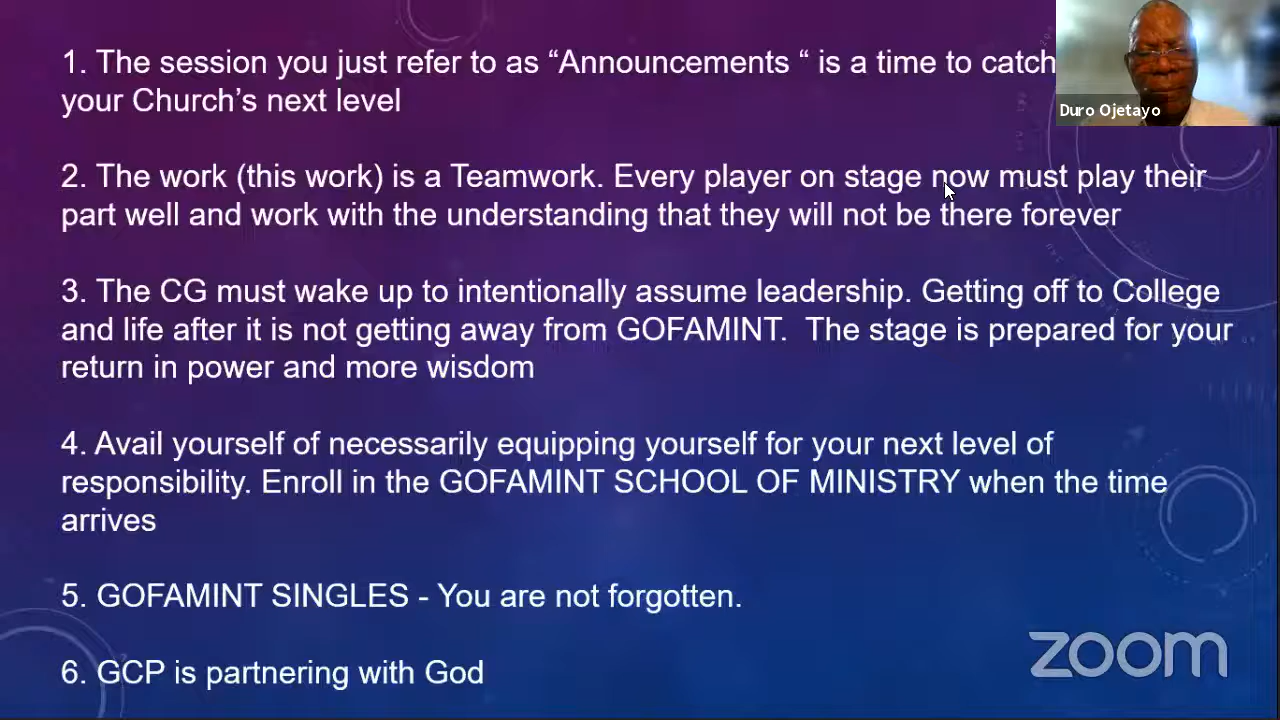 1. The session you just refer to as “Announcements “ is a time to catch
your Church’s next level
Duro Ojetayo
2. The work (this work) is a Teamwork. Every player on stage now must play their
part well and work with the understanding that they will not be there forever
3. The CG must wake up to intentionally assume leadership. Getting off to College
and life after it is not getting away from GOFAMINT.  The stage is prepared for your
return in power and more wisdom
4. Avail yourself of necessarily equipping yourself for your next level of
responsibility. Enroll in the GOFAMINT SCHOOL OF MINISTRY when the time
arrives
5. GOFAMINT SINGLES - You are not forgotten.
6. GCP is partnering with God
zoom